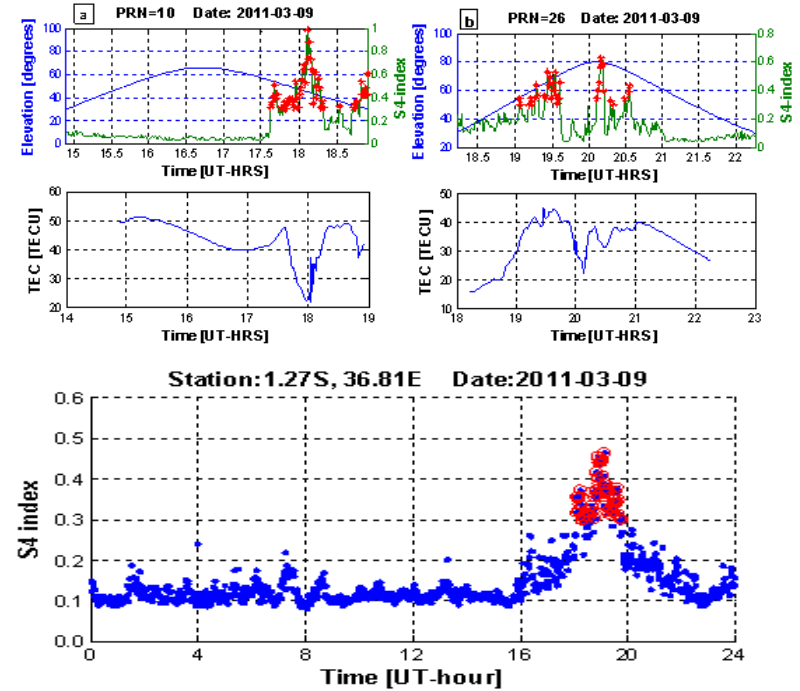 a PRN=10 Date: 2011-03-09
Elevation [degrees]
100
80
60
40
20
0
1
0.8
0.6
0.4
0.2
0
S4-index
15 15.5 16 16.5 17 17.5 18 18.5
Time [UT-HRS]
b PRN=26 Date: 2011-03-09
Elevation [degrees]
100
80
60
40
20
0.8
0.6
0.4
0.2
0
S4-index
18.5 19 19.5 20 20.5 21 21.5 22
Time [UT-HRS]
TEC [TECU]
60
50
40
30
20
14 15 16 17 18 19
Time [UT-HRS]
TEC [TECU]
50
40
30
20
10
18 19 20 21 22 23
Time [UT-HRS]
Station:1.27S, 36.81E Date:2011-03-09
S4 index
0.6
0.5
0.4
0.3
0.2
0.1
0.0
0 4 8 12 16 20 24
Time [UT-hour]